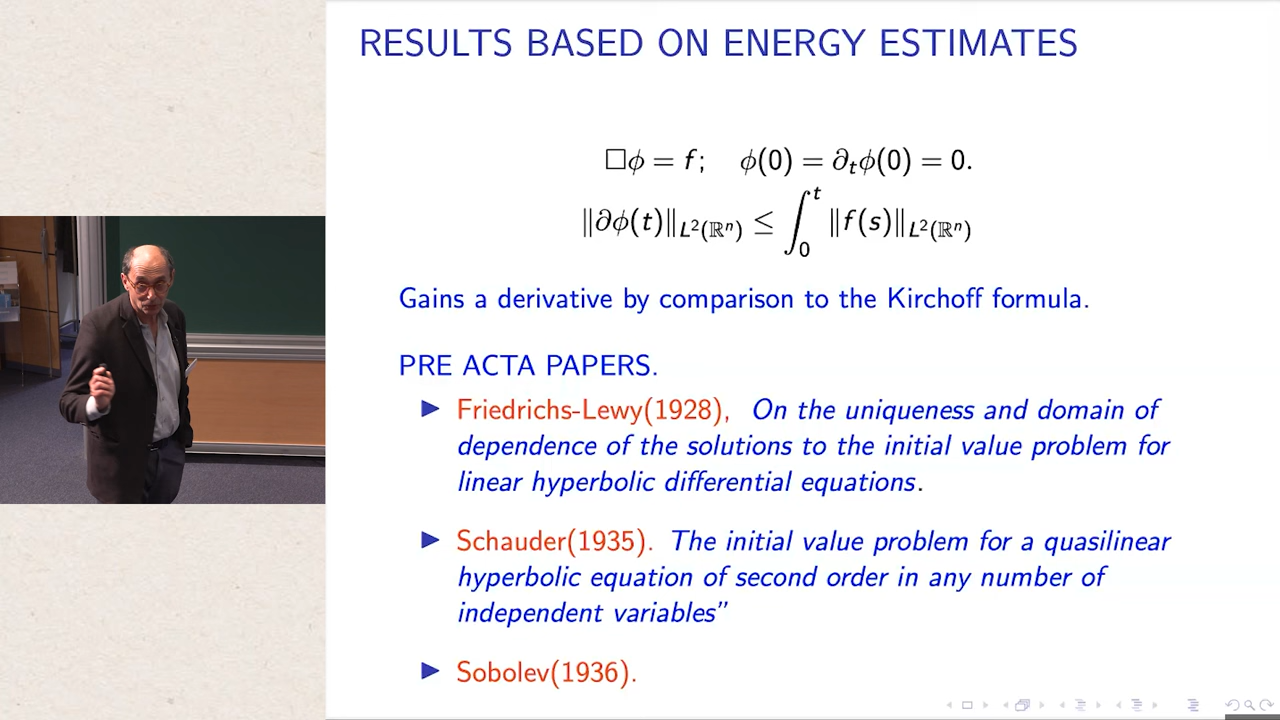 RESULTS BASED ON ENERGY ESTIMATES
□ϕ = f; ϕ(0) = ∂ₜϕ(0) = 0.
‖∂ϕ(t)‖_{L²(ℝⁿ)} ≤ ∫₀ᵗ ‖f(s)‖_{L²(ℝⁿ)}
Gains a derivative by comparison to the Kirchoff formula.
PRE ACTA PAPERS.
▶ Friedrichs-Lewy(1928), On the uniqueness and domain of
dependence of the solutions to the initial value problem for
linear hyperbolic differential equations.
▶ Schauder(1935). The initial value problem for a quasilinear
hyperbolic equation of second order in any number of
independent variables"
▶ Sobolev(1936).